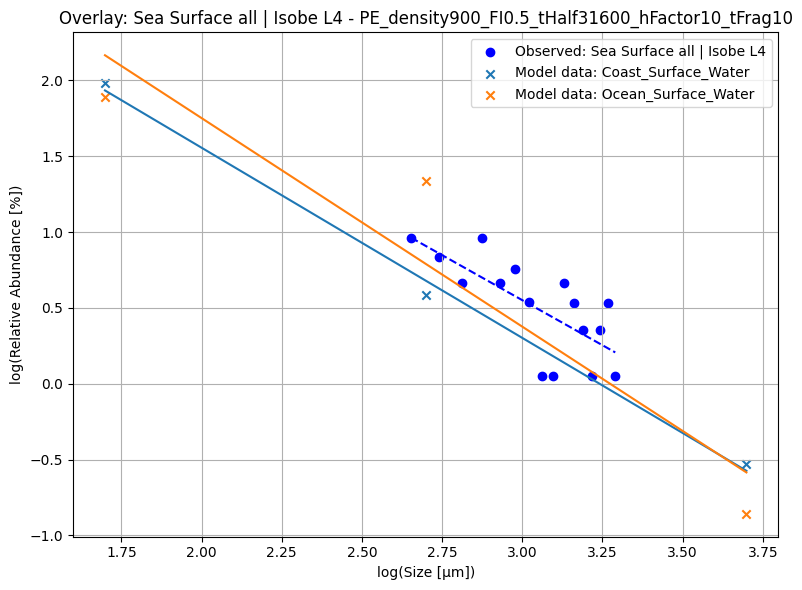 Overlay: Sea Surface all | Isobe L4 - PE_density900_FI0.5_tHalf31600_hFactor10_tFrag10
Observed: Sea Surface all | Isobe L4
Model data: Coast_Surface_Water
Model data: Ocean_Surface_Water
log(Relative Abundance [%])
2.0
1.5
1.0
0.5
0.0
−0.5
−1.0
1.75 2.00 2.25 2.50 2.75 3.00 3.25 3.50 3.75
log(Size [µm])